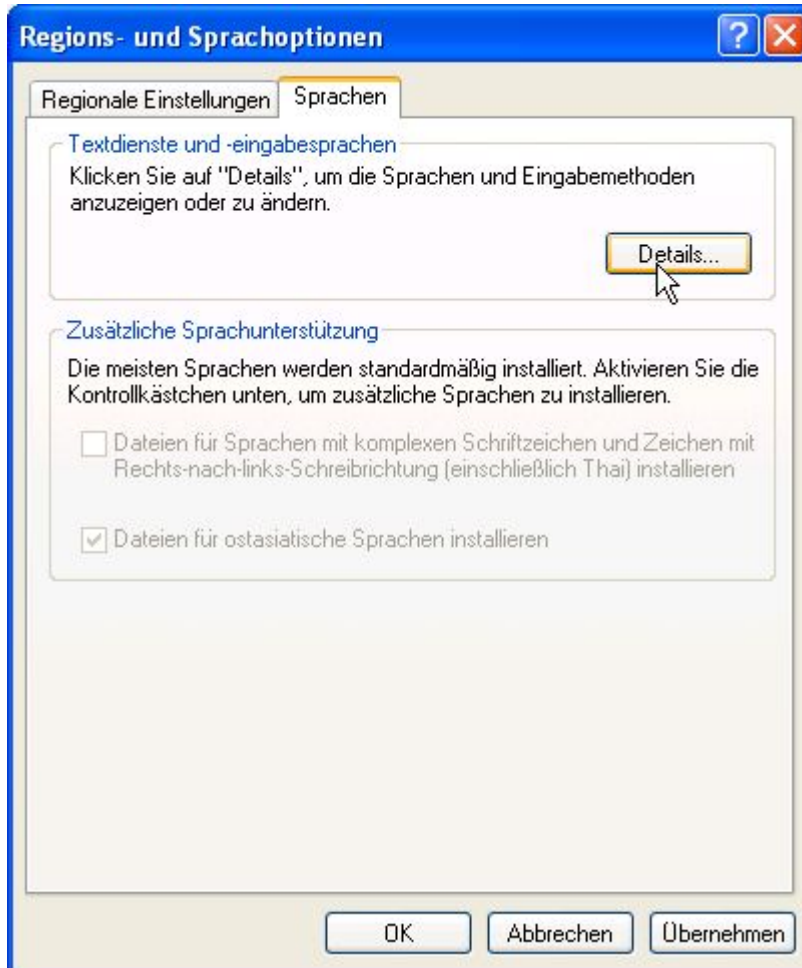 Regions- und Sprachoptionen
Regionale Einstellungen
Sprachen
Textdienste und -eingabesprachen
Klicken Sie auf "Details", um die Sprachen und Eingabemethoden
anzuzeigen oder zu ändern.
Details...
Zusätzliche Sprachunterstützung
Die meisten Sprachen werden standardmäßig installiert. Aktivieren Sie die
Kontrollkästchen unten, um zusätzliche Sprachen zu installieren.
Dateien für Sprachen mit komplexen Schriftzeichen und Zeichen mit
Rechts-nach-links-Schreibrichtung (einschließlich Thai) installieren
Dateien für ostasiatische Sprachen installieren
OK
Abbrechen
Übernehmen